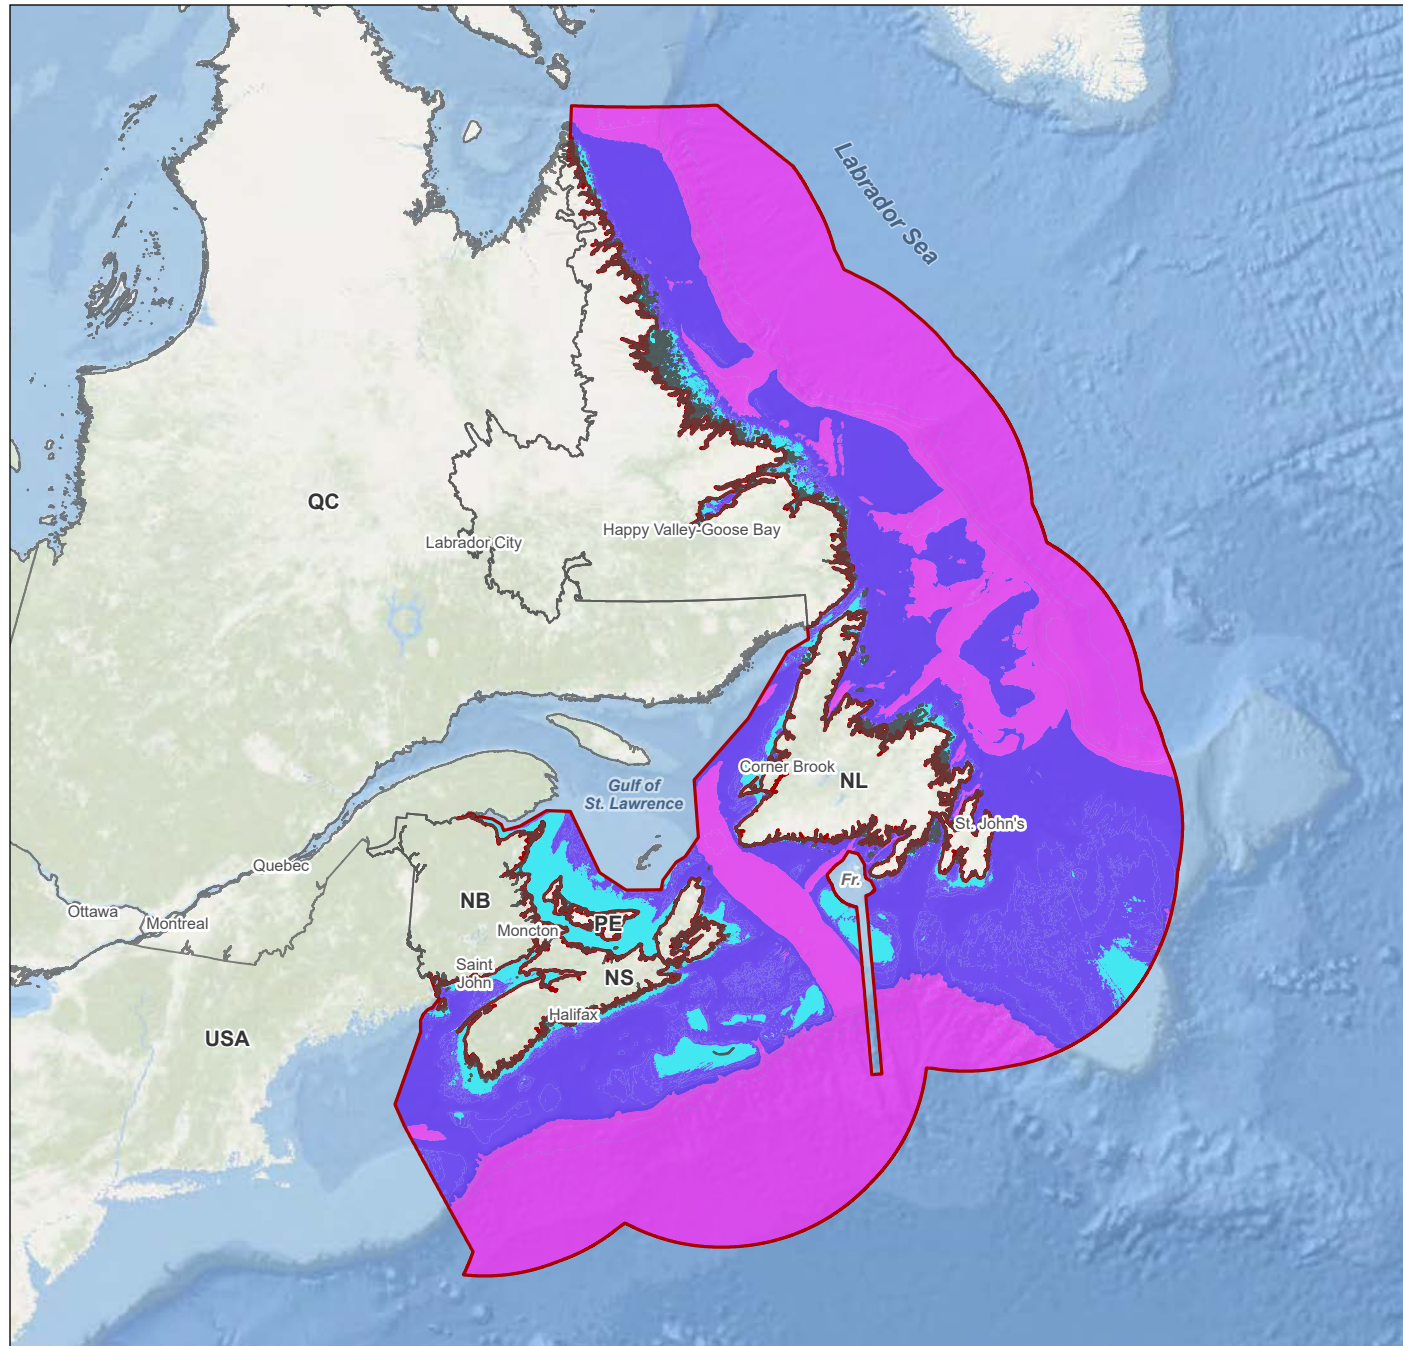 Labrador Sea
QC
Labrador City
Happy Valley-Goose Bay
Corner Brook
NL
Gulf of
St. Lawrence
St. John's
Quebec
Fr.
Ottawa
Montreal
NB
PE
Moncton
Saint
John
NS
Halifax
USA